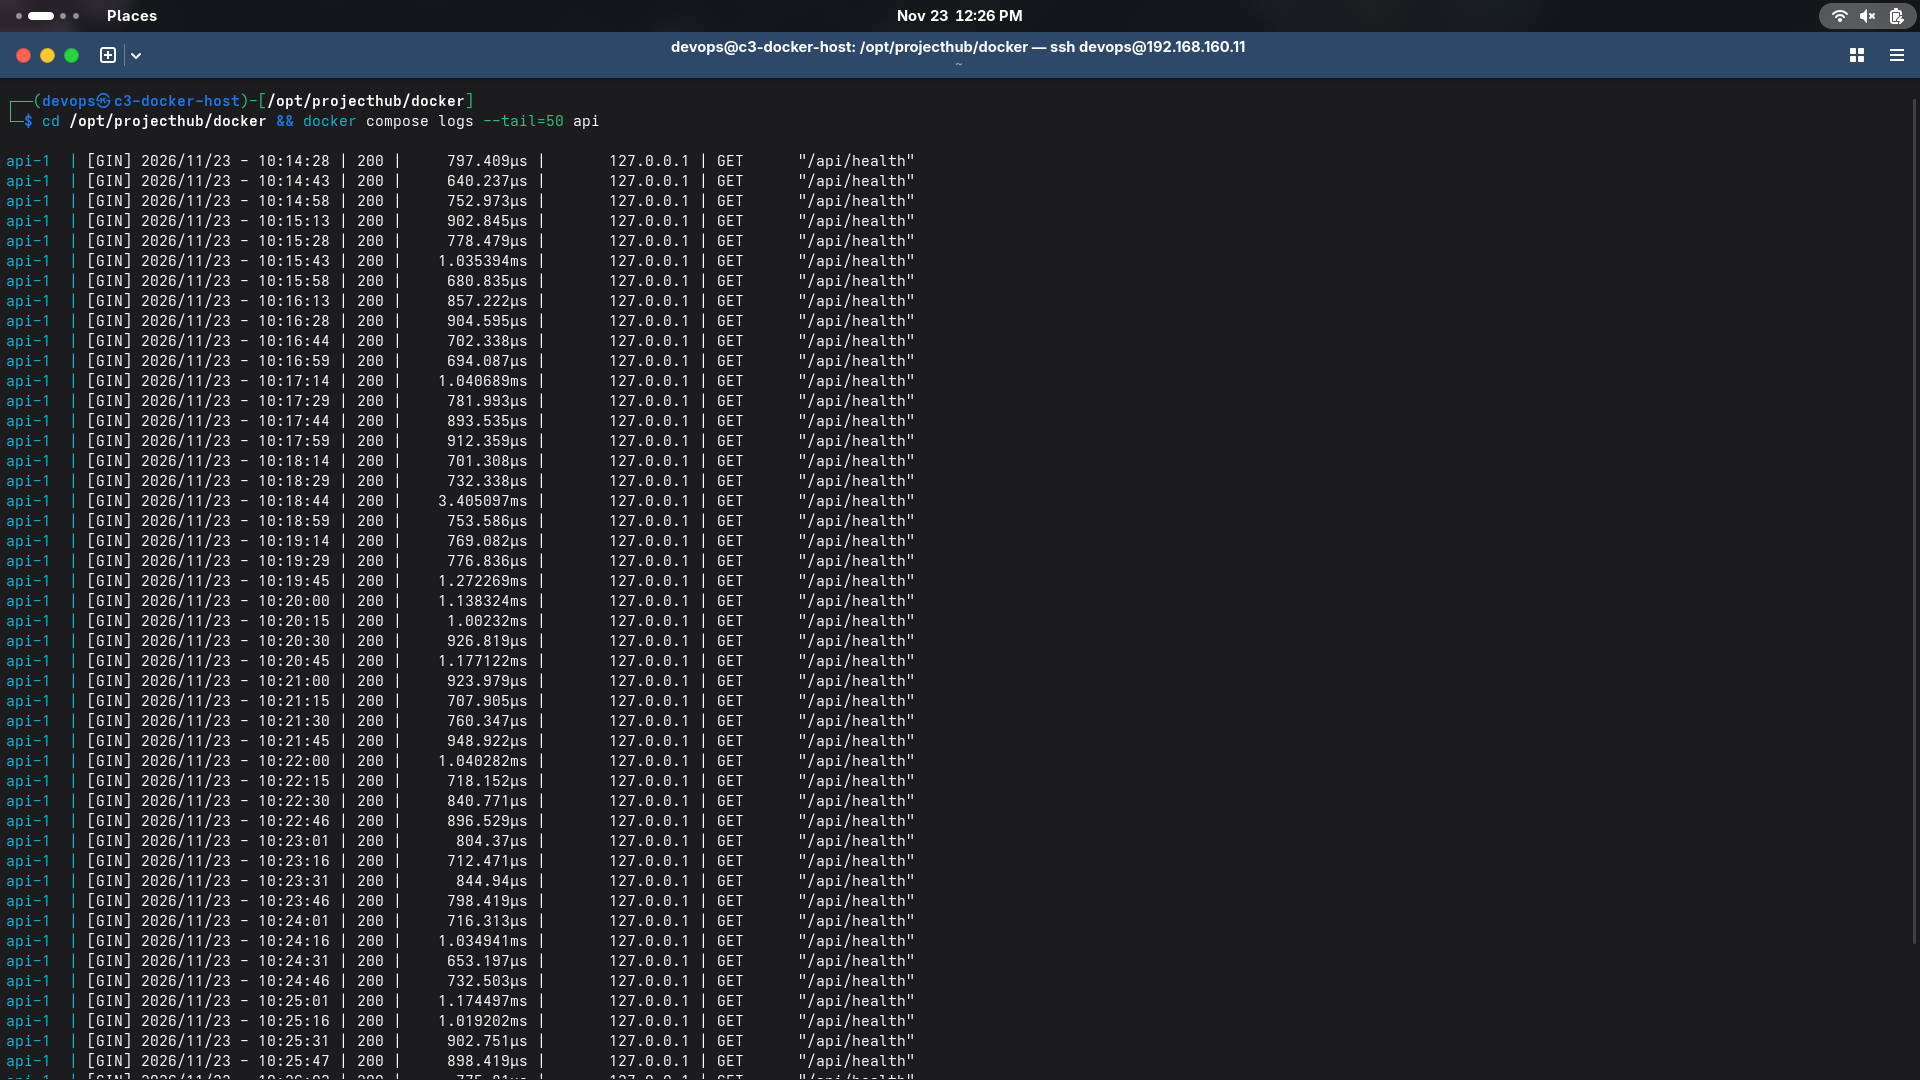 Places
Nov 23 12:26 PM
devops@c3-docker-host: /opt/projecthub/docker — ssh devops@192.168.160.11
~
┌──(devops㉿c3-docker-host)-[/opt/projecthub/docker]
└─$ cd /opt/projecthub/docker && docker compose logs --tail=50 api
api-1  | [GIN] 2026/11/23 - 10:14:28 | 200 |     797.409µs |       127.0.0.1 | GET      "/api/health"
api-1  | [GIN] 2026/11/23 - 10:14:43 | 200 |     640.237µs |       127.0.0.1 | GET      "/api/health"
api-1  | [GIN] 2026/11/23 - 10:14:58 | 200 |     752.973µs |       127.0.0.1 | GET      "/api/health"
api-1  | [GIN] 2026/11/23 - 10:15:13 | 200 |     902.845µs |       127.0.0.1 | GET      "/api/health"
api-1  | [GIN] 2026/11/23 - 10:15:28 | 200 |     778.479µs |       127.0.0.1 | GET      "/api/health"
api-1  | [GIN] 2026/11/23 - 10:15:43 | 200 |    1.035394ms |       127.0.0.1 | GET      "/api/health"
api-1  | [GIN] 2026/11/23 - 10:15:58 | 200 |     680.835µs |       127.0.0.1 | GET      "/api/health"
api-1  | [GIN] 2026/11/23 - 10:16:13 | 200 |     857.222µs |       127.0.0.1 | GET      "/api/health"
api-1  | [GIN] 2026/11/23 - 10:16:28 | 200 |     904.595µs |       127.0.0.1 | GET      "/api/health"
api-1  | [GIN] 2026/11/23 - 10:16:44 | 200 |     702.338µs |       127.0.0.1 | GET      "/api/health"
api-1  | [GIN] 2026/11/23 - 10:16:59 | 200 |     694.087µs |       127.0.0.1 | GET      "/api/health"
api-1  | [GIN] 2026/11/23 - 10:17:14 | 200 |    1.040689ms |       127.0.0.1 | GET      "/api/health"
api-1  | [GIN] 2026/11/23 - 10:17:29 | 200 |     781.993µs |       127.0.0.1 | GET      "/api/health"
api-1  | [GIN] 2026/11/23 - 10:17:44 | 200 |     893.535µs |       127.0.0.1 | GET      "/api/health"
api-1  | [GIN] 2026/11/23 - 10:17:59 | 200 |     912.359µs |       127.0.0.1 | GET      "/api/health"
api-1  | [GIN] 2026/11/23 - 10:18:14 | 200 |     701.308µs |       127.0.0.1 | GET      "/api/health"
api-1  | [GIN] 2026/11/23 - 10:18:29 | 200 |     732.338µs |       127.0.0.1 | GET      "/api/health"
api-1  | [GIN] 2026/11/23 - 10:18:44 | 200 |    3.405097ms |       127.0.0.1 | GET      "/api/health"
api-1  | [GIN] 2026/11/23 - 10:18:59 | 200 |     753.586µs |       127.0.0.1 | GET      "/api/health"
api-1  | [GIN] 2026/11/23 - 10:19:14 | 200 |     769.082µs |       127.0.0.1 | GET      "/api/health"
api-1  | [GIN] 2026/11/23 - 10:19:29 | 200 |     776.836µs |       127.0.0.1 | GET      "/api/health"
api-1  | [GIN] 2026/11/23 - 10:19:45 | 200 |    1.272269ms |       127.0.0.1 | GET      "/api/health"
api-1  | [GIN] 2026/11/23 - 10:20:00 | 200 |    1.138324ms |       127.0.0.1 | GET      "/api/health"
api-1  | [GIN] 2026/11/23 - 10:20:15 | 200 |     1.00232ms |       127.0.0.1 | GET      "/api/health"
api-1  | [GIN] 2026/11/23 - 10:20:30 | 200 |     926.819µs |       127.0.0.1 | GET      "/api/health"
api-1  | [GIN] 2026/11/23 - 10:20:45 | 200 |    1.177122ms |       127.0.0.1 | GET      "/api/health"
api-1  | [GIN] 2026/11/23 - 10:21:00 | 200 |     923.979µs |       127.0.0.1 | GET      "/api/health"
api-1  | [GIN] 2026/11/23 - 10:21:15 | 200 |     707.905µs |       127.0.0.1 | GET      "/api/health"
api-1  | [GIN] 2026/11/23 - 10:21:30 | 200 |     760.347µs |       127.0.0.1 | GET      "/api/health"
api-1  | [GIN] 2026/11/23 - 10:21:45 | 200 |     948.922µs |       127.0.0.1 | GET      "/api/health"
api-1  | [GIN] 2026/11/23 - 10:22:00 | 200 |    1.040282ms |       127.0.0.1 | GET      "/api/health"
api-1  | [GIN] 2026/11/23 - 10:22:15 | 200 |     718.152µs |       127.0.0.1 | GET      "/api/health"
api-1  | [GIN] 2026/11/23 - 10:22:30 | 200 |     840.771µs |       127.0.0.1 | GET      "/api/health"
api-1  | [GIN] 2026/11/23 - 10:22:46 | 200 |     896.529µs |       127.0.0.1 | GET      "/api/health"
api-1  | [GIN] 2026/11/23 - 10:23:01 | 200 |      804.37µs |       127.0.0.1 | GET      "/api/health"
api-1  | [GIN] 2026/11/23 - 10:23:16 | 200 |     712.471µs |       127.0.0.1 | GET      "/api/health"
api-1  | [GIN] 2026/11/23 - 10:23:31 | 200 |      844.94µs |       127.0.0.1 | GET      "/api/health"
api-1  | [GIN] 2026/11/23 - 10:23:46 | 200 |     798.419µs |       127.0.0.1 | GET      "/api/health"
api-1  | [GIN] 2026/11/23 - 10:24:01 | 200 |     716.313µs |       127.0.0.1 | GET      "/api/health"
api-1  | [GIN] 2026/11/23 - 10:24:16 | 200 |    1.034941ms |       127.0.0.1 | GET      "/api/health"
api-1  | [GIN] 2026/11/23 - 10:24:31 | 200 |     653.197µs |       127.0.0.1 | GET      "/api/health"
api-1  | [GIN] 2026/11/23 - 10:24:46 | 200 |     732.503µs |       127.0.0.1 | GET      "/api/health"
api-1  | [GIN] 2026/11/23 - 10:25:01 | 200 |    1.174497ms |       127.0.0.1 | GET      "/api/health"
api-1  | [GIN] 2026/11/23 - 10:25:16 | 200 |    1.019202ms |       127.0.0.1 | GET      "/api/health"
api-1  | [GIN] 2026/11/23 - 10:25:31 | 200 |     902.751µs |       127.0.0.1 | GET      "/api/health"
api-1  | [GIN] 2026/11/23 - 10:25:47 | 200 |     898.419µs |       127.0.0.1 | GET      "/api/health"